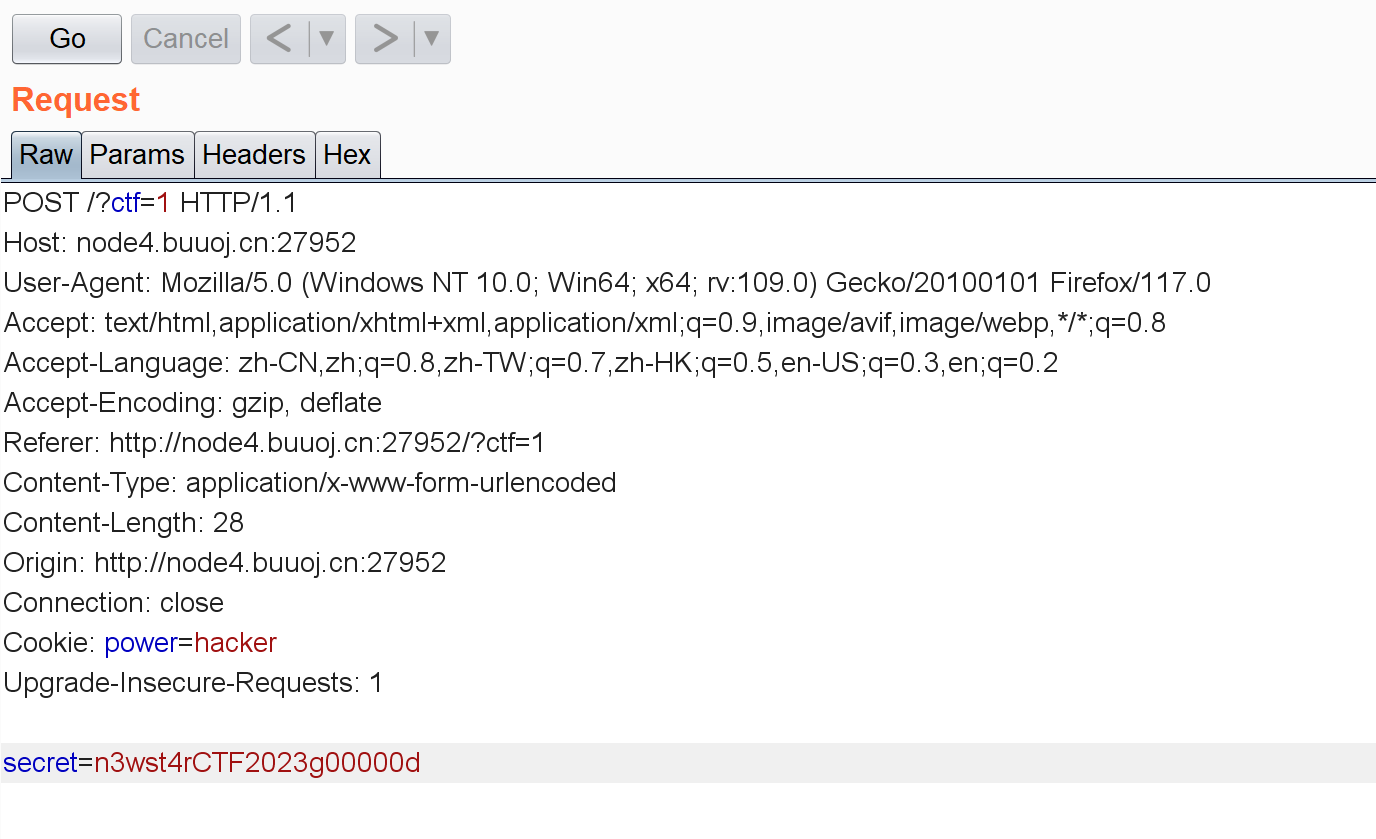 Go Cancel < ▼ > ▼
Request
Raw Params Headers Hex
POST /?ctf=1 HTTP/1.1
Host: node4.buuoj.cn:27952
User-Agent: Mozilla/5.0 (Windows NT 10.0; Win64; x64; rv:109.0) Gecko/20100101 Firefox/117.0
Accept: text/html,application/xhtml+xml,application/xml;q=0.9,image/avif,image/webp,*/*;q=0.8
Accept-Language: zh-CN,zh;q=0.8,zh-TW;q=0.7,zh-HK;q=0.5,en-US;q=0.3,en;q=0.2
Accept-Encoding: gzip, deflate
Referer: http://node4.buuoj.cn:27952/?ctf=1
Content-Type: application/x-www-form-urlencoded
Content-Length: 28
Origin: http://node4.buuoj.cn:27952
Connection: close
Cookie: power=hacker
Upgrade-Insecure-Requests: 1
secret=n3wst4rCTF2023g00000d